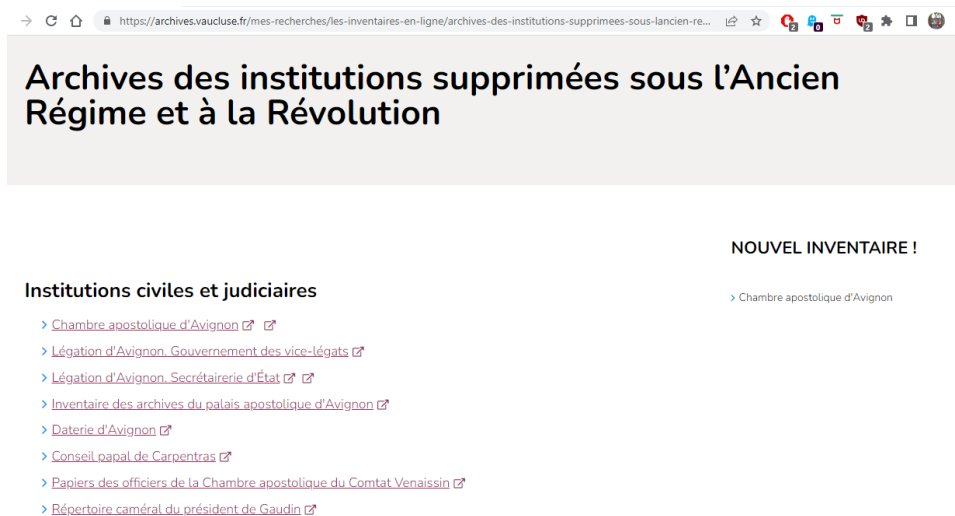 https://archives.vaucluse.fr/mes-recherches/les-inventaires-en-ligne/archives-des-institutions-supprimees-sous-lancien-re...
2
0
2
Archives des institutions supprimées sous l’Ancien
Régime et à la Révolution
NOUVEL INVENTAIRE !
Institutions civiles et judiciaires
Chambre apostolique d'Avignon
Chambre apostolique d'Avignon
Légation d'Avignon. Gouvernement des vice-légats
Légation d'Avignon. Secrétairerie d'État
Inventaire des archives du palais apostolique d'Avignon
Daterie d'Avignon
Conseil papal de Carpentras
Papiers des officiers de la Chambre apostolique du Comtat Venaissin
Répertoire caméral du président de Gaudin